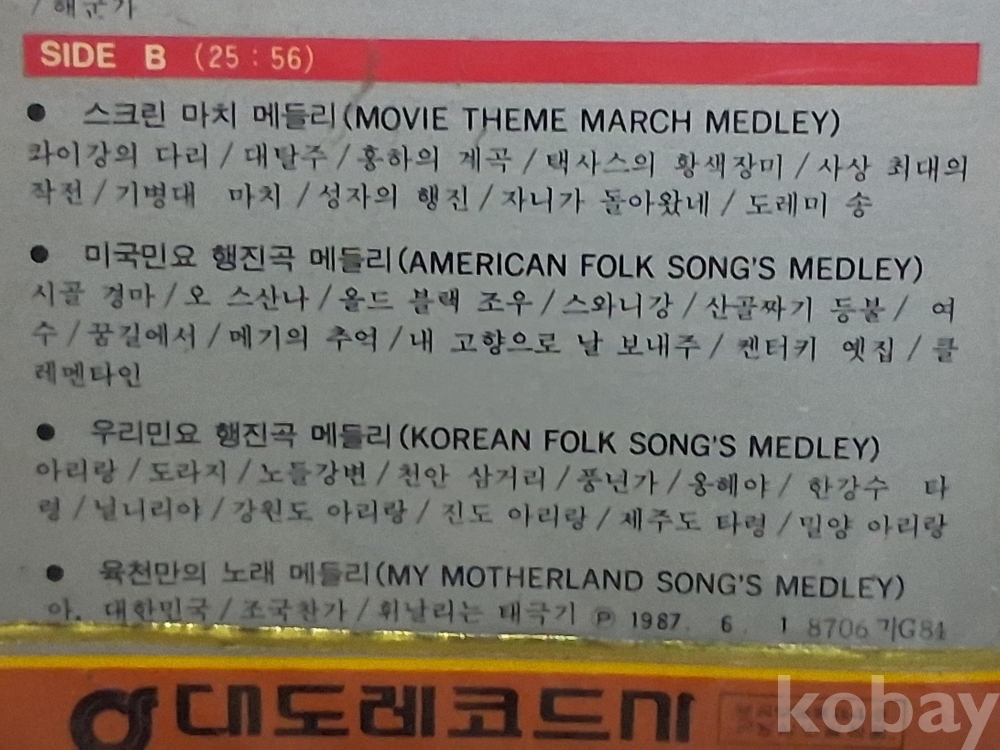 / 해군가
SIDE B (25 : 56)
● 스크린 마치 메들리(MOVIE THEME MARCH MEDLEY)
콰이강의 다리 / 대탈주 / 홍하의 계곡 / 택사스의 황색장미 / 사상 최대의
작전 / 기병대 마치 / 성자의 행진 / 자니가 돌아왔네 / 도레미 송
● 미국민요 행진곡 메들리(AMERICAN FOLK SONG'S MEDLEY)
시골 경마 / 오 스산나 / 올드 블랙 조우 / 스와니강 / 산골짜기 등불 / 여
수 / 꿈길에서 / 메기의 추억 / 내 고향으로 날 보내주 / 켄터키 옛집 / 클
레멘타인
● 우리민요 행진곡 메들리(KOREAN FOLK SONG'S MEDLEY)
아리랑 / 도라지 / 노들강변 / 천안 삼거리 / 풍년가 / 옹헤야 / 한강수 타
령 / 닐니리야 / 강원도 아리랑 / 진도 아리랑 / 제주도 타령 / 밀양 아리랑
● 육천만의 노래 메들리(MY MOTHERLAND SONG'S MEDLEY)
아. 대한민국 / 조국찬가 / 휘날리는 태극기 Ⓟ 1987. 6. 1 8706 기G84
대도레코드사
kobay